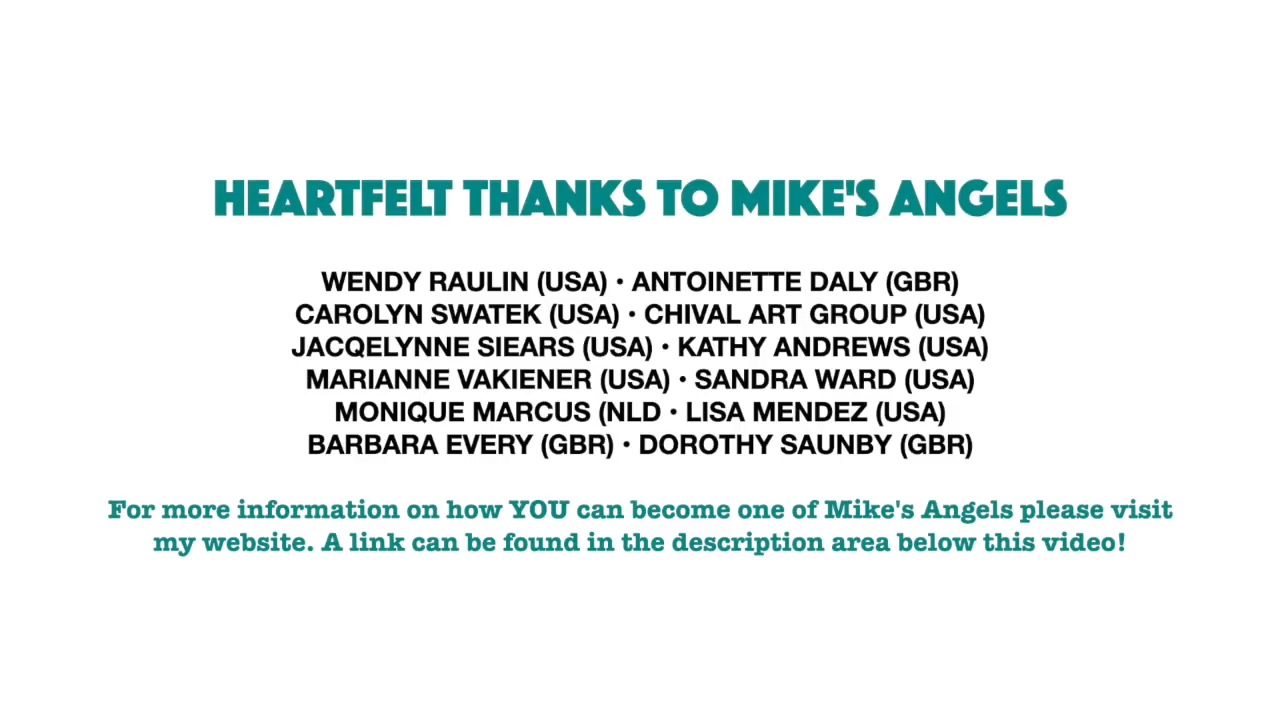 HEARTFELT THANKS TO MIKE'S ANGELS
WENDY RAULIN (USA) • ANTOINETTE DALY (GBR)
CAROLYN SWATEK (USA) • CHIVAL ART GROUP (USA)
JACQELYNNE SIEARS (USA) • KATHY ANDREWS (USA)
MARIANNE VAKIENER (USA) • SANDRA WARD (USA)
MONIQUE MARCUS (NLD • LISA MENDEZ (USA)
BARBARA EVERY (GBR) • DOROTHY SAUNBY (GBR)
For more information on how YOU can become one of Mike's Angels please visit
my website. A link can be found in the description area below this video!